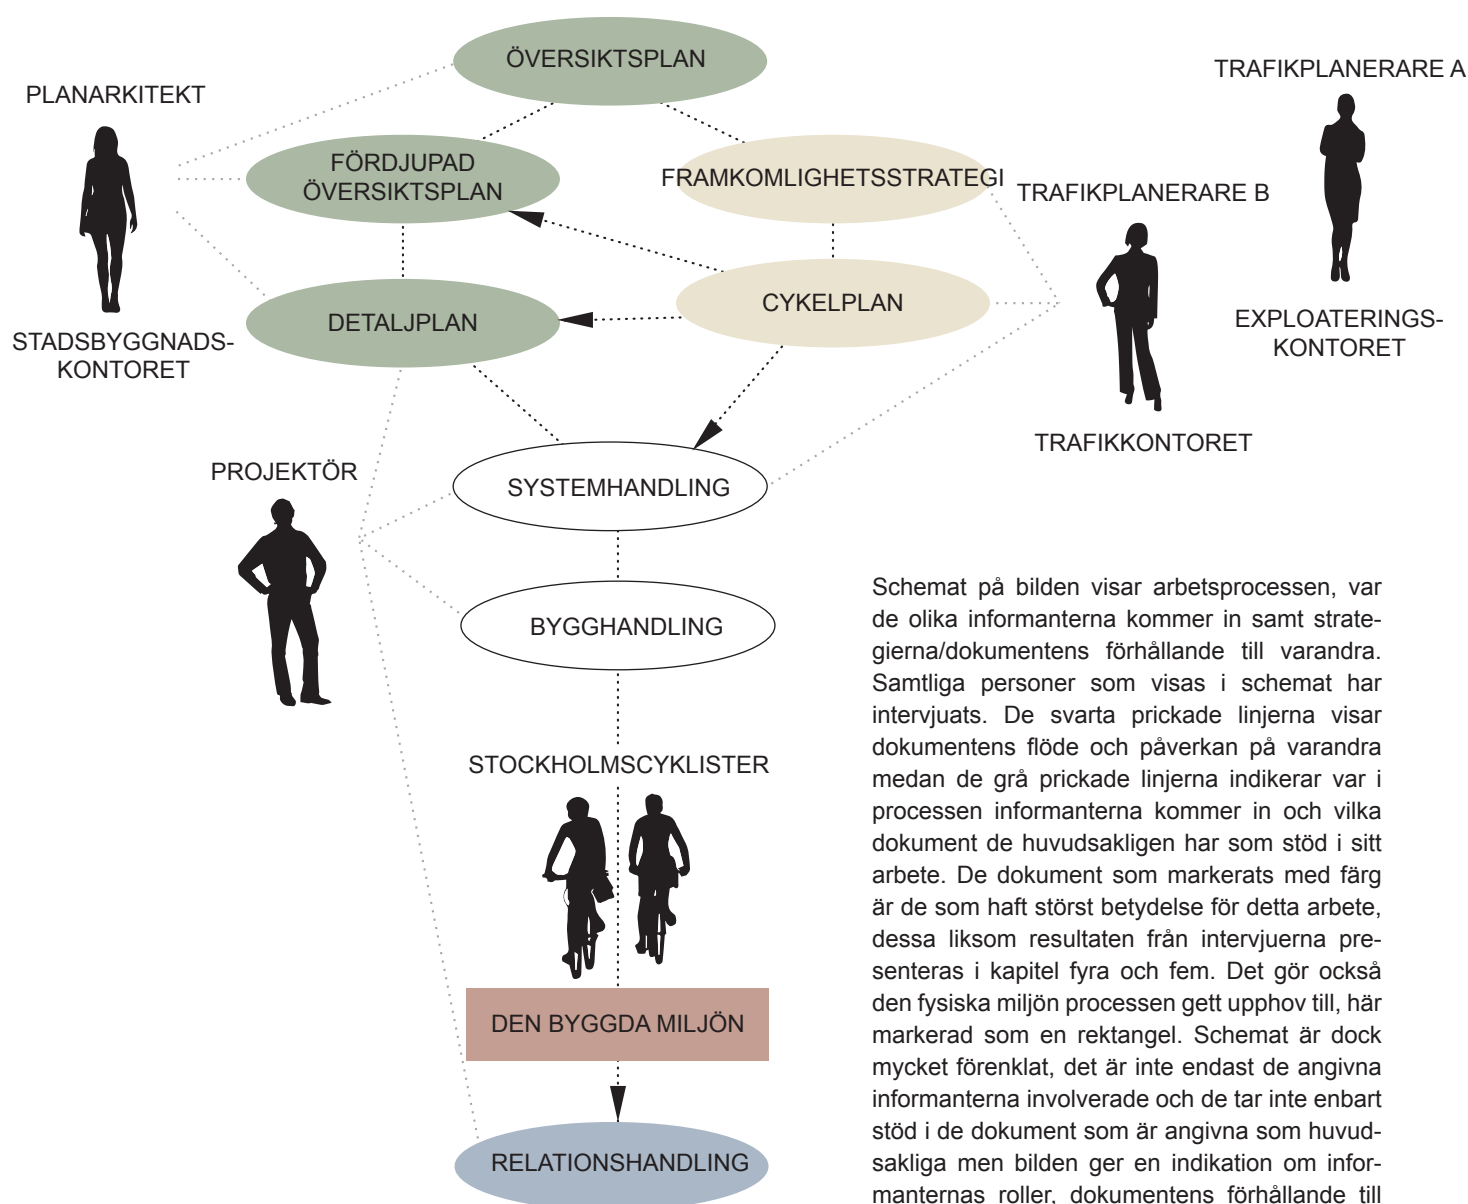 ÖVERSIKTSPLAN
TRAFIKPLANERARE A
PLANARKITEKT
FÖRDJUPAD
ÖVERSIKTSPLAN
FRAMKOMLIGHETSSTRATEGI
TRAFIKPLANERARE B
CYKELPLAN
DETALJPLAN
STADSBYGGNADS-
KONTORET
EXPLOATERINGS-
KONTORET
TRAFIKKONTORET
PROJEKTÖR
SYSTEMHANDLING
BYGGHANDLING
STOCKHOLMSCYKLISTER
DEN BYGGDA MILJÖN
RELATIONSHANDLING
Schemat på bilden visar arbetsprocessen, var
de olika informanterna kommer in samt strate-
gierna/dokumentens förhållande till varandra.
Samtliga personer som visas i schemat har
intervjuats. De svarta prickade linjerna visar
dokumentens flöde och påverkan på varandra
medan de grå prickade linjerna indikerar var i
processen informanterna kommer in och vilka
dokument de huvudsakligen har som stöd i sitt
arbete. De dokument som markerats med färg
är de som haft störst betydelse för detta arbete,
dessa liksom resultaten från intervjuerna pre-
senteras i kapitel fyra och fem. Det gör också
den fysiska miljön processen gett upphov till, här
markerad som en rektangel. Schemat är dock
mycket förenklat, det är inte endast de angivna
informanterna involverade och de tar inte enbart
stöd i de dokument som är angivna som huvud-
sakliga men bilden ger en indikation om infor-
manternas roller, dokumentens förhållande till